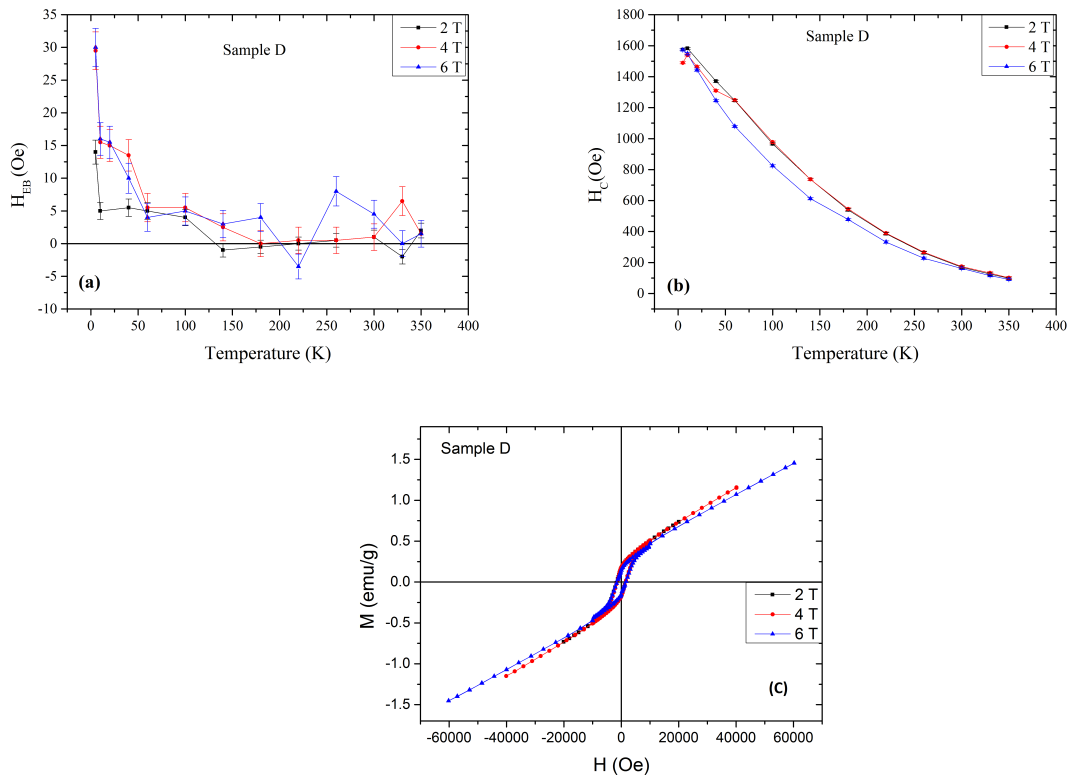 35
30
25
20
15
10
5
0
-5
-10
0 50 100 150 200 250 300 350 400
H_EB (Oe)
Temperature (K)
Sample D
2 T
4 T
6 T
(a)
1800
1600
1400
1200
1000
800
600
400
200
0
0 50 100 150 200 250 300 350 400
H_C(Oe)
Temperature (K)
Sample D
2 T
4 T
6 T
(b)
Sample D
1.5
1.0
0.5
0.0
-0.5
-1.0
-1.5
M (emu/g)
2 T
4 T
6 T
(C)
-60000 -40000 -20000 0 20000 40000 60000
H (Oe)